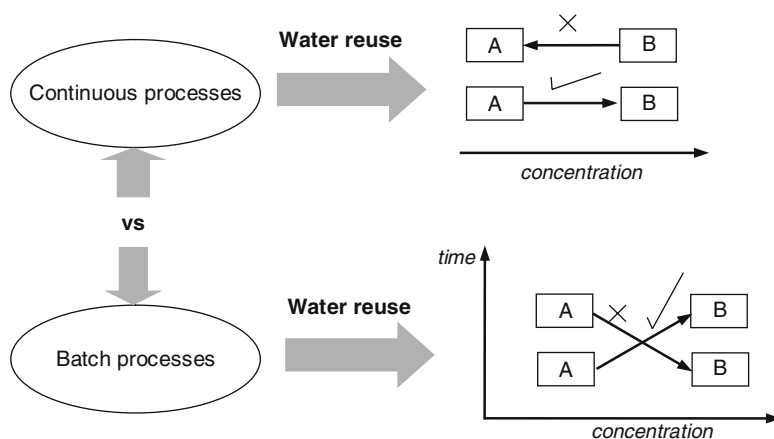 Water reuse
A
B
Continuous processes
A
B
concentration
vs
time
Water reuse
A
B
Batch processes
A
B
concentration